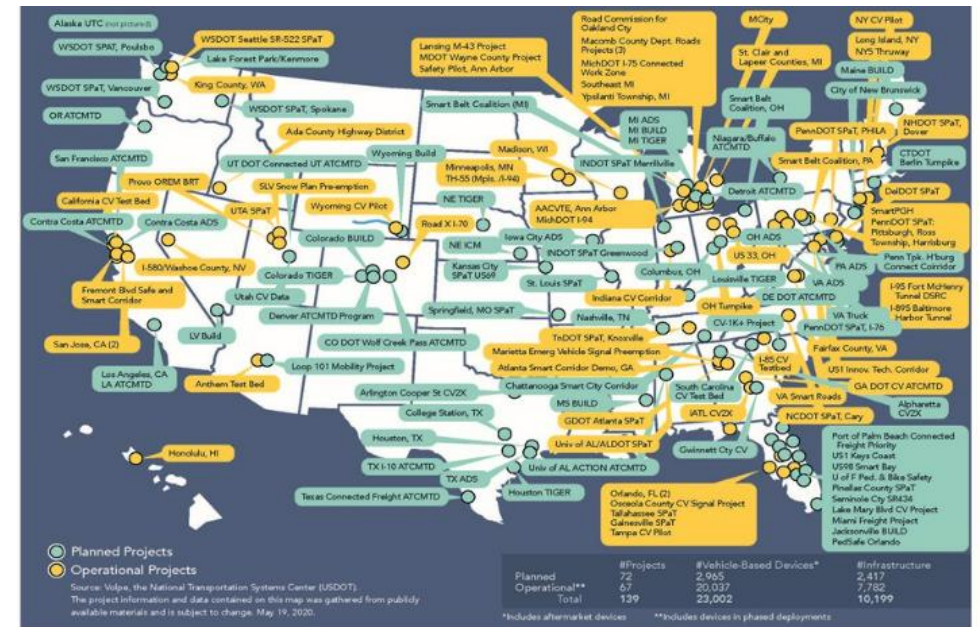 Alaska UTC (not pictured)
WSDOT SPAT, Poulsbo
WSDOT Seattle SR-522 SPaT
Lake Forest Park/Kenmore
WSDOT SPaT, Vancouver
King County, WA
WSDOT SPaT, Spokane
OR ATCMTD
Ada County Highway District
San Francisco ATCMTD
UT DOT Connected UT ATCMTD
Wyoming Build
Provo OREM BRT
SLV Snow Plan Pre-emption
California CV Test Bed
UTA SPaT
Wyoming CV Pilot
Contra Costa ATCMTD
Contra Costa ADS
Road X I-70
Colorado BUILD
I-580/Washoe County, NV
Colorado TIGER
Fremont Blvd Safe and
Smart Corridor
Utah CV Data
Denver ATCMTD Program
LV Build
San Jose, CA (2)
CO DOT Wolf Creek Pass ATCMTD
Los Angeles, CA
LA ATCMTD
Loop 101 Mobility Project
Anthem Test Bed
Lansing M-43 Project
MDOT Wayne County Project
Safety Pilot, Ann Arbor
Road Commission for
Oakland City
Macomb County Dept. Roads
Projects (3)
MichDOT I-75 Connected
Work Zone
Southeast MI
Ypsilanti Township, MI
MCity
St. Clair and
Lapeer Counties, MI
NY CV Pilot
Long Island, NY
NYS Thruway
Maine BUILD
City of New Brunswick
Smart Belt Coalition (MI)
Smart Belt
Coalition, OH
MI ADS
MI BUILD
MI TIGER
Niagara/Buffalo
ATCMTD
PennDOT SPaT, PHILA
NHDOT SPaT,
Dover
Madison, WI
Minneapolis, MN
TH-55 (Mpls. /I-94)
INDOT SPaT Merrillville
Smart Belt Coalition, PA
CTDOT
Berlin Turnpike
Detroit ATCMTD
DelDOT SPaT
NE TIGER
AACVTE, Ann Arbor
MichDOT I-94
SmartPGH
PennDOT SPaT:
Pittsburg, Ross
Township, Harrisburg
NE ICM
Iowa City ADS
OH ADS
INDOT SPaT Greenwood
US 33, OH
PA ADS
Penn Tpk. H'burg
Connect Coirridor
Kansas City
SPaT US69
Columbus, OH
Louisville TIGER
VA ADS
St. Louis SPaT
Indiana CV Corridor
DE DOT ATCMTD
I-95 Fort McHenry
Tunnel DSRC
I-895 Baltimore
Harbor Tunnel
Springfield, MO SPaT
Nashville, TN
OH Turnpike
VA Truck
PennDOT SPaT, I-76
CV-1K+ Project
TnDOT SPaT, Knoxville
Fairfax County, VA
Marietta Emerg Vehicle Signal Preemption
I-85 CV
Testbed
US1 Innov. Tech. Corridor
Atlanta Smart Corridor Demo, GA
GA DOT CV ATCMTD
Arlington Cooper St CV2X
Chattanooga Smart City Corridor
South Carolina
CV Test Bed
VA Smart Roads
Alpharetta
CV2X
MS BUILD
IATL CV2X
NCDOT SPaT, Cary
College Station, TX
GDOT Atlanta SPaT
Houston, TX
Univ of AL/ALDOT SPaT
Gwinnett Cty CV
TX I-10 ATCMTD
Univ of AL ACTION ATCMTD
TX ADS
Houston TIGER
Texas Connected Freight ATCMTD
Honolulu, HI
Port of Palm Beach Connected
Freight Priority
US1 Keys Coast
US98 Smart Bay
U of F Ped. & Bike Safety
Pinellas County SPaT
Seminole Cty SR434
Lake Mary Blvd CV Project
Miami Freight Project
Jacksonville BUILD
PedSafe Orlando
Orlando, FL (2)
Osceola County CV Signal Project
Tallahassee SPaT
Gainesville SPaT
Tampa CV Pilot
Planned Projects
Operational Projects
Source: Volpe, the National Transportation Systems Center (USDOT).
The project information and data contained on this map was gathered from publicly
available materials and is subject to change. May 19, 2020.
#Projects #Vehicle-Based Devices* #Infrastructure
Planned 72 2,965 2,417
Operational** 67 20,037 7,782
Total 139 23,002 10,199
*Includes aftermarket devices **Includes devices in phased deployments